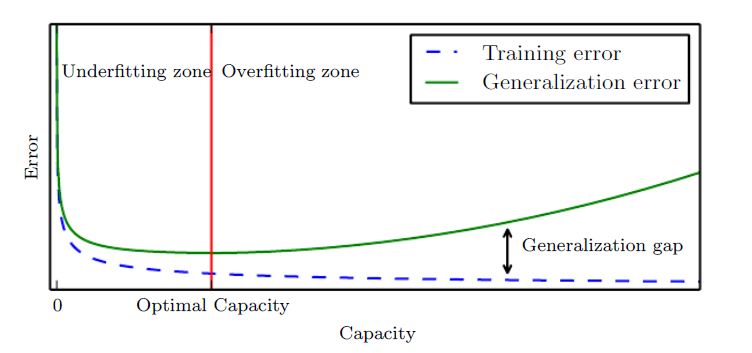 Training error
Generalization error
Underfitting zone
Overfitting zone
Error
Generalization gap
0
Optimal Capacity
Capacity